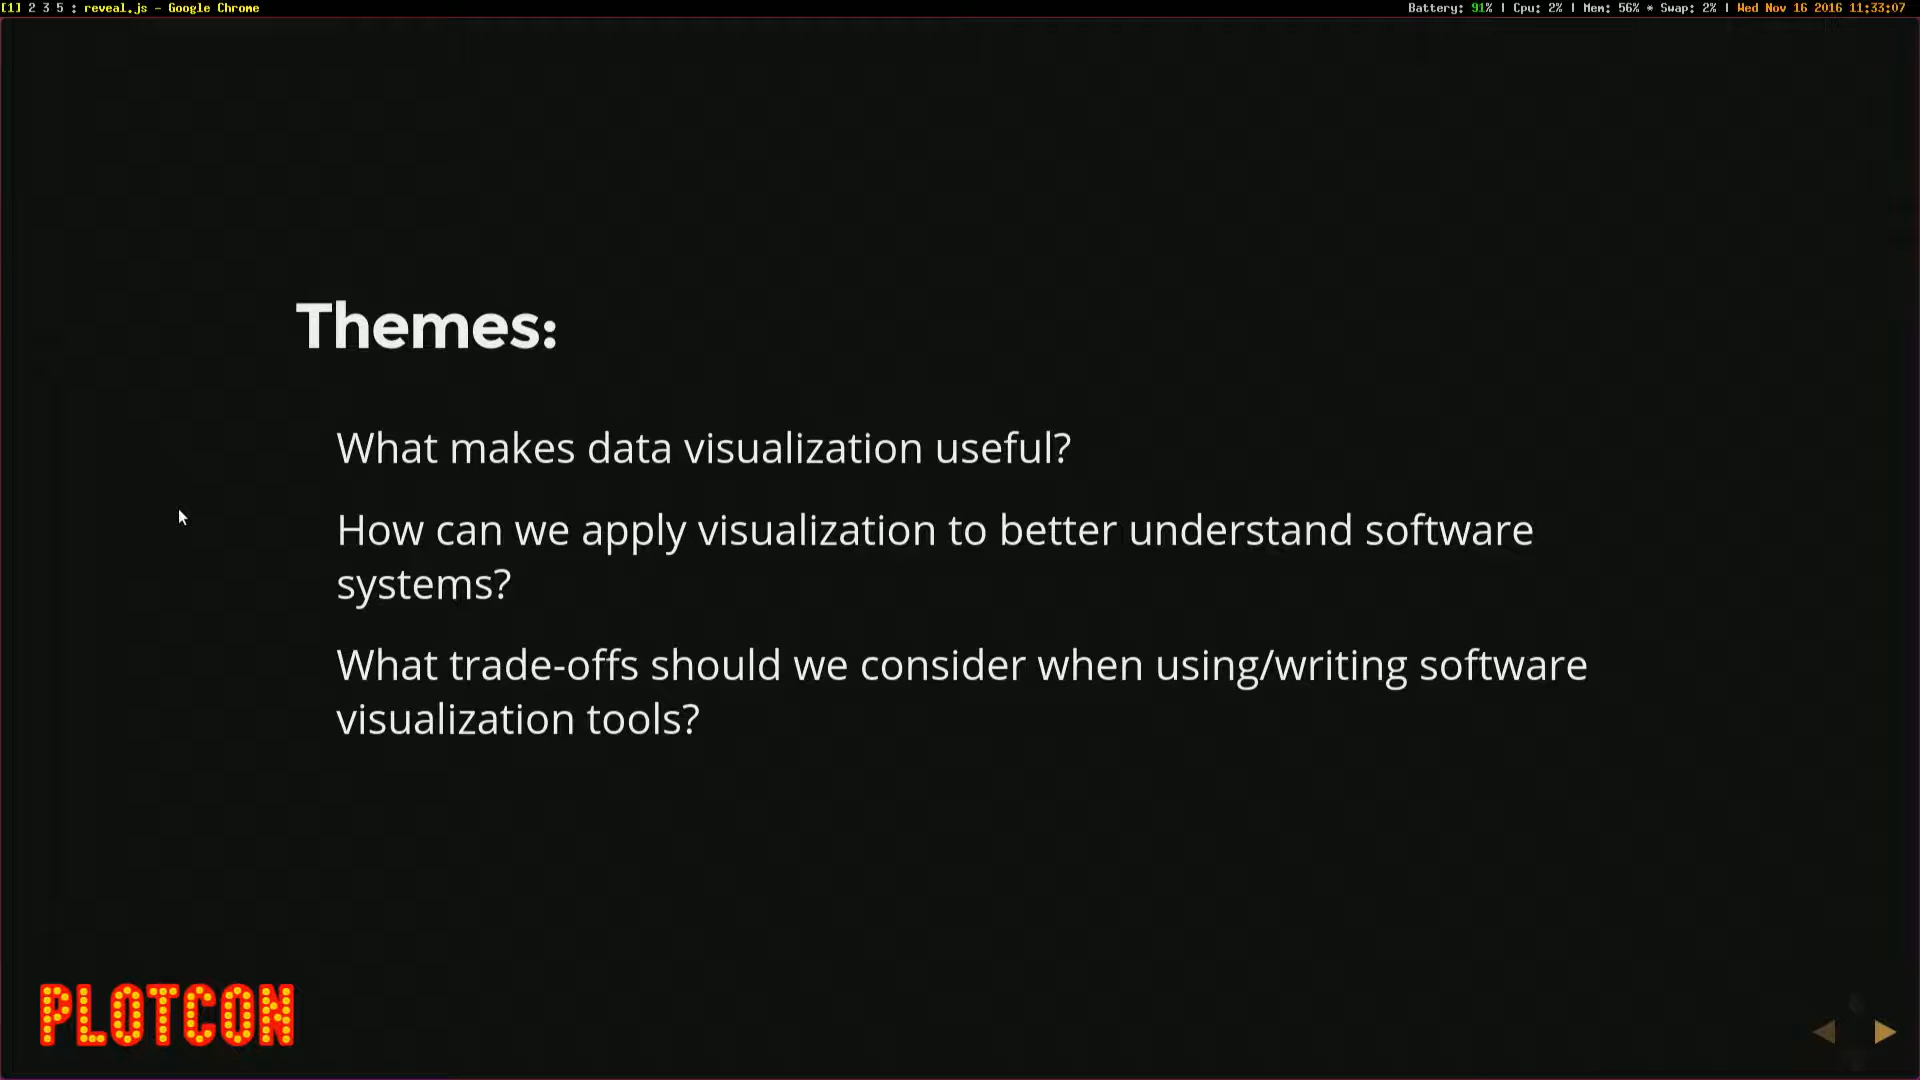 [1] 2 3 5 : reveal.js - Google Chrome
Battery: 91% | Cpu: 2% | Mem: 56% * Swap: 2% | Wed Nov 16 2016 11:33:07
Themes:
What makes data visualization useful?
How can we apply visualization to better understand software
systems?
What trade-offs should we consider when using/writing software
visualization tools?
PLOTCON